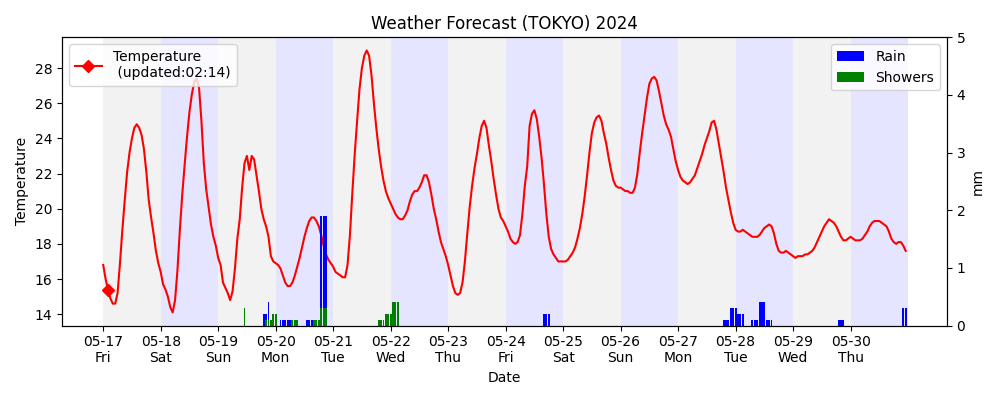 Weather Forecast (TOKYO) 2024
Temperature
(updated:02:14)
Rain
Showers
Temperature
28
26
24
22
20
18
16
14
5
4
3
2
1
0
mm
05-17 05-18 05-19 05-20 05-21 05-22 05-23 05-24 05-25 05-26 05-27 05-28 05-29 05-30
Fri Sat Sun Mon Tue Wed Thu Fri Sat Sun Mon Tue Wed Thu
Date